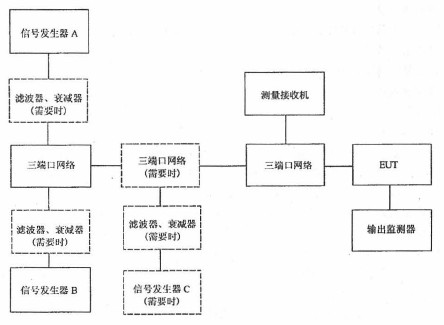 信号发生器 A
滤波器、衰减器
(需要时)
测量接收机
三端口网络
三端口网络
(需要时)
三端口网络
EUT
滤波器、衰减器
(需要时)
滤波器、衰减器
(需要时)
输出监测器
信号发生器 B
信号发生器 C
(需要时)